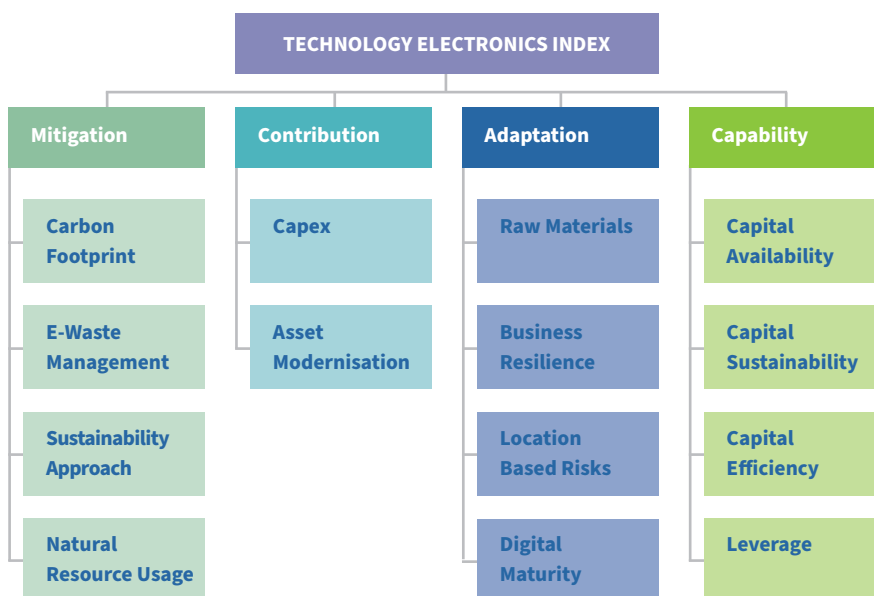 TECHNOLOGY ELECTRONICS INDEX
Mitigation
Carbon
Footprint
E-Waste
Management
Sustainability
Approach
Natural
Resource Usage
Contribution
Capex
Asset
Modernisation
Adaptation
Raw Materials
Business
Resilience
Location
Based Risks
Digital
Maturity
Capability
Capital
Availability
Capital
Sustainability
Capital
Efficiency
Leverage